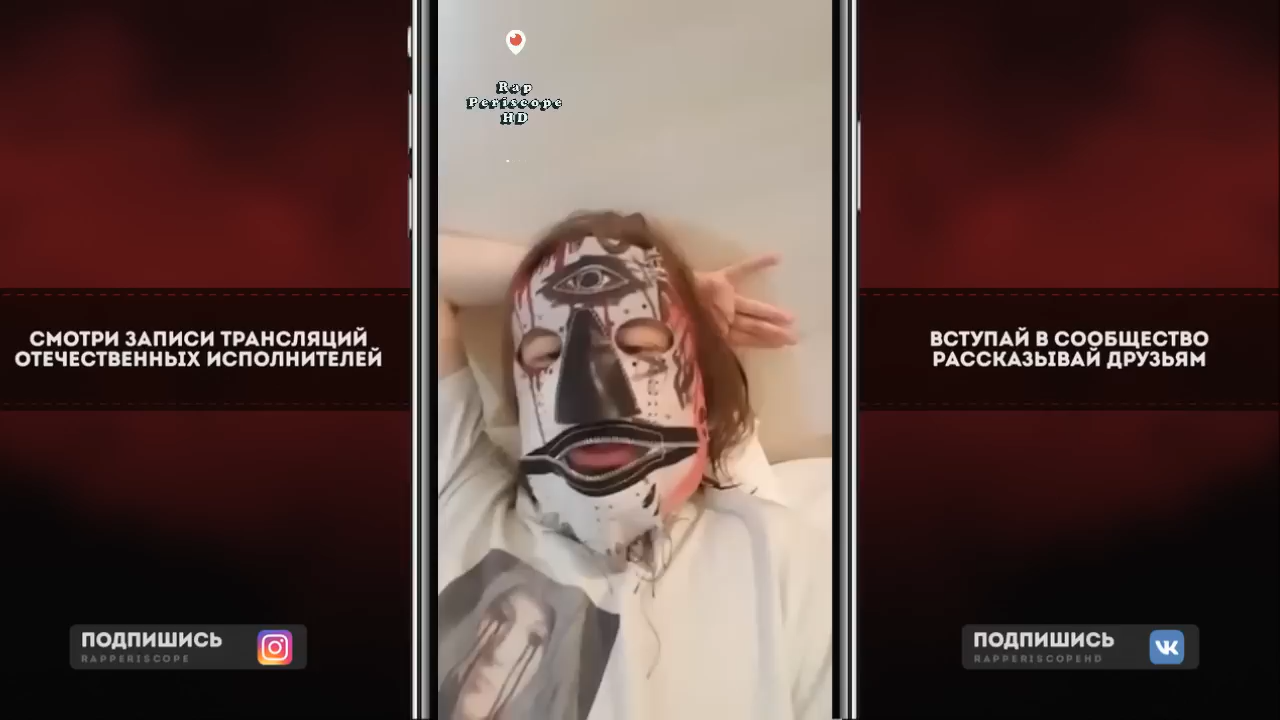 Rap
Periscope
HD
СМОТРИ ЗАПИСИ ТРАНСЛЯЦИЙ
ОТЕЧЕСТВЕННЫХ ИСПОЛНИТЕЛЕЙ
ВСТУПАЙ В СООБЩЕСТВО
РАССКАЗЫВАЙ ДРУЗЬЯМ
ПОДПИШИСЬ
RAPPERISCOPE
ПОДПИШИСЬ
RAPPERISCOPEHD